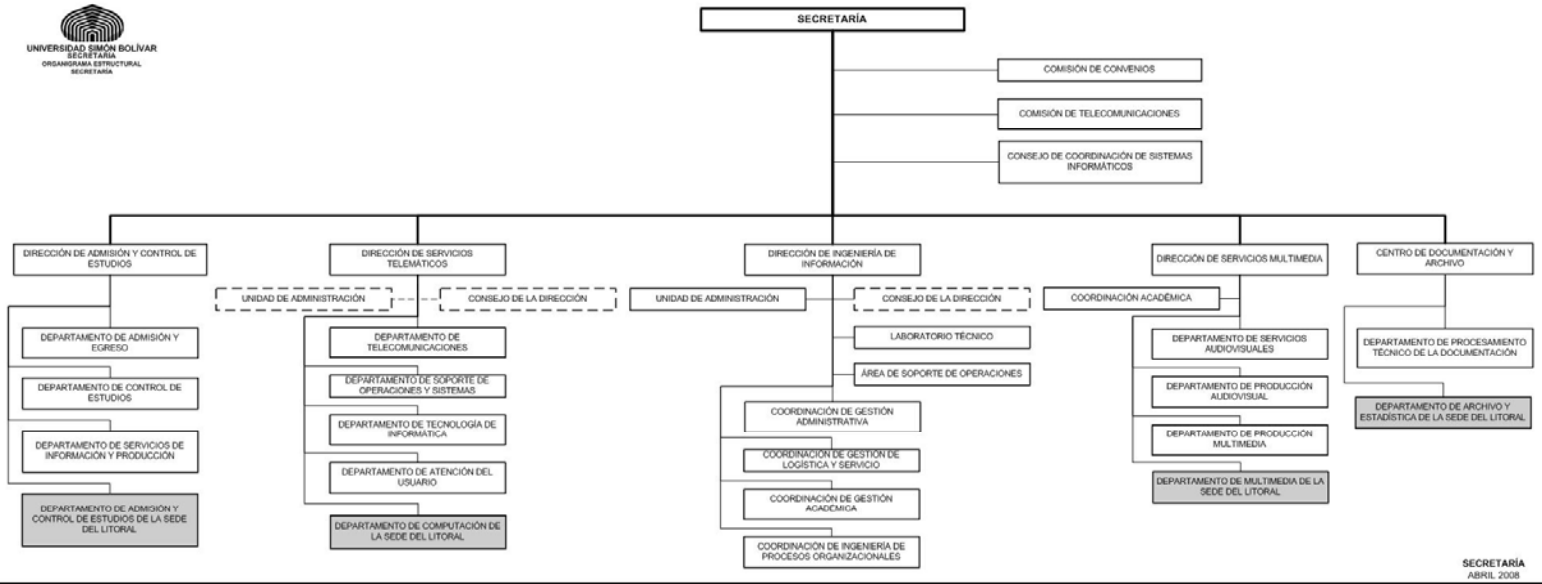 UNIVERSIDAD SIMÓN BOLÍVAR
SECRETARÍA
ORGANIGRAMA ESTRUCTURAL
SECRETARÍA
SECRETARÍA
COMISIÓN DE CONVENIOS
COMISIÓN DE TELECOMUNICACIONES
CONSEJO DE COORDINACIÓN DE SISTEMAS
INFORMÁTICOS
DIRECCIÓN DE ADMISIÓN Y CONTROL DE
ESTUDIOS
DEPARTAMENTO DE ADMISIÓN Y
EGRESO
DEPARTAMENTO DE CONTROL DE
ESTUDIOS
DEPARTAMENTO DE SERVICIOS DE
INFORMACIÓN Y PRODUCCIÓN
DEPARTAMENTO DE ADMISIÓN Y
CONTROL DE ESTUDIOS DE LA SEDE
DEL LITORAL
DIRECCIÓN DE SERVICIOS
TELEMÁTICOS
UNIDAD DE ADMINISTRACIÓN
CONSEJO DE LA DIRECCIÓN
DEPARTAMENTO DE
TELECOMUNICACIONES
DEPARTAMENTO DE SOPORTE DE
OPERACIONES Y SISTEMAS
DEPARTAMENTO DE TECNOLOGÍA DE
INFORMÁTICA
DEPARTAMENTO DE ATENCIÓN DEL
USUARIO
DEPARTAMENTO DE COMPUTACIÓN DE
LA SEDE DEL LITORAL
DIRECCIÓN DE INGENIERÍA DE
INFORMACIÓN
UNIDAD DE ADMINISTRACIÓN
CONSEJO DE LA DIRECCIÓN
LABORATORIO TÉCNICO
ÁREA DE SOPORTE DE OPERACIONES
COORDINACIÓN DE GESTIÓN
ADMINISTRATIVA
COORDINACIÓN DE GESTIÓN DE
LOGÍSTICA Y SERVICIO
COORDINACIÓN DE GESTIÓN
ACADÉMICA
COORDINACIÓN DE INGENIERÍA DE
PROCESOS ORGANIZACIONALES
DIRECCIÓN DE SERVICIOS MULTIMEDIA
COORDINACIÓN ACADÉMICA
DEPARTAMENTO DE SERVICIOS
AUDIOVISUALES
DEPARTAMENTO DE PRODUCCIÓN
AUDIOVISUAL
DEPARTAMENTO DE PRODUCCIÓN
MULTIMEDIA
DEPARTAMENTO DE MULTIMEDIA DE LA
SEDE DEL LITORAL
CENTRO DE DOCUMENTACIÓN Y
ARCHIVO
DEPARTAMENTO DE PROCESAMIENTO
TÉCNICO DE LA DOCUMENTACIÓN
DEPARTAMENTO DE ARCHIVO Y
ESTADÍSTICA DE LA SEDE DEL LITORAL
SECRETARÍA
ABRIL 2008